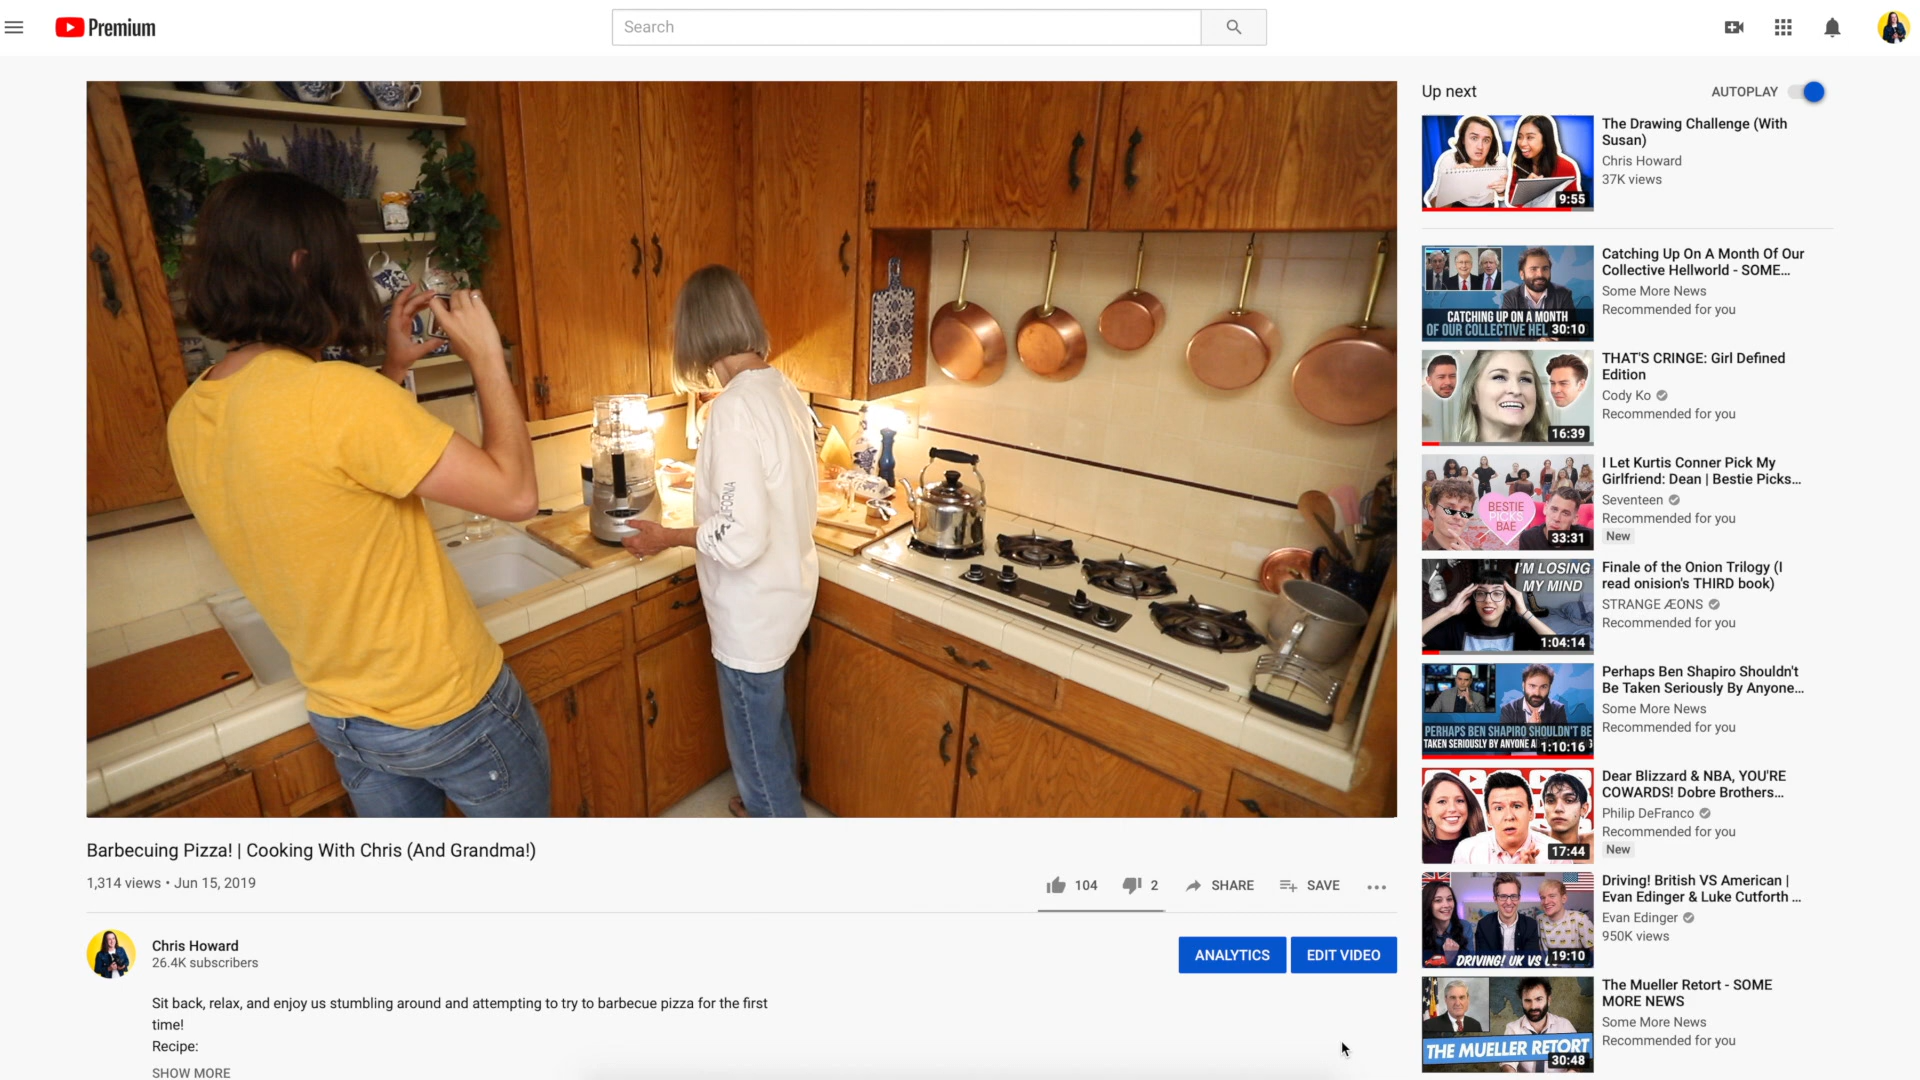 Premium
Search
Up next
AUTOPLAY
The Drawing Challenge (With
Susan)
Chris Howard
37K views
9:55
Catching Up On A Month Of Our
Collective Hellworld - SOME...
Some More News
Recommended for you
CATCHING UP ON A MONTH
OF OUR COLLECTIVE HEL
30:10
THAT'S CRINGE: Girl Defined
Edition
Cody Ko
Recommended for you
16:39
I Let Kurtis Conner Pick My
Girlfriend: Dean | Bestie Picks...
Seventeen
Recommended for you
New
BESTIE
PICKS
BAE
33:31
Finale of the Onion Trilogy (I
read onision's THIRD book)
STRANGE ÆONS
Recommended for you
I'M LOSING
MY MIND
1:04:14
Perhaps Ben Shapiro Shouldn't
Be Taken Seriously By Anyone...
Some More News
Recommended for you
PERHAPS BEN SHAPIRO SHOULDN'T BE
TAKEN SERIOUSLY BY ANYONE
1:10:16
Dear Blizzard & NBA, YOU'RE
COWARDS! Dobre Brothers...
Philip DeFranco
Recommended for you
New
17:44
Driving! British VS American |
Evan Edinger & Luke Cutforth ...
Evan Edinger
950K views
DRIVING! UK VS
19:10
The Mueller Retort - SOME
MORE NEWS
Some More News
Recommended for you
THE MUELLER RETORT
30:48
Barbecuing Pizza! | Cooking With Chris (And Grandma!)
1,314 views • Jun 15, 2019
104
2
SHARE
SAVE
Chris Howard
26.4K subscribers
ANALYTICS
EDIT VIDEO
Sit back, relax, and enjoy us stumbling around and attempting to try to barbecue pizza for the first
time!
Recipe:
SHOW MORE